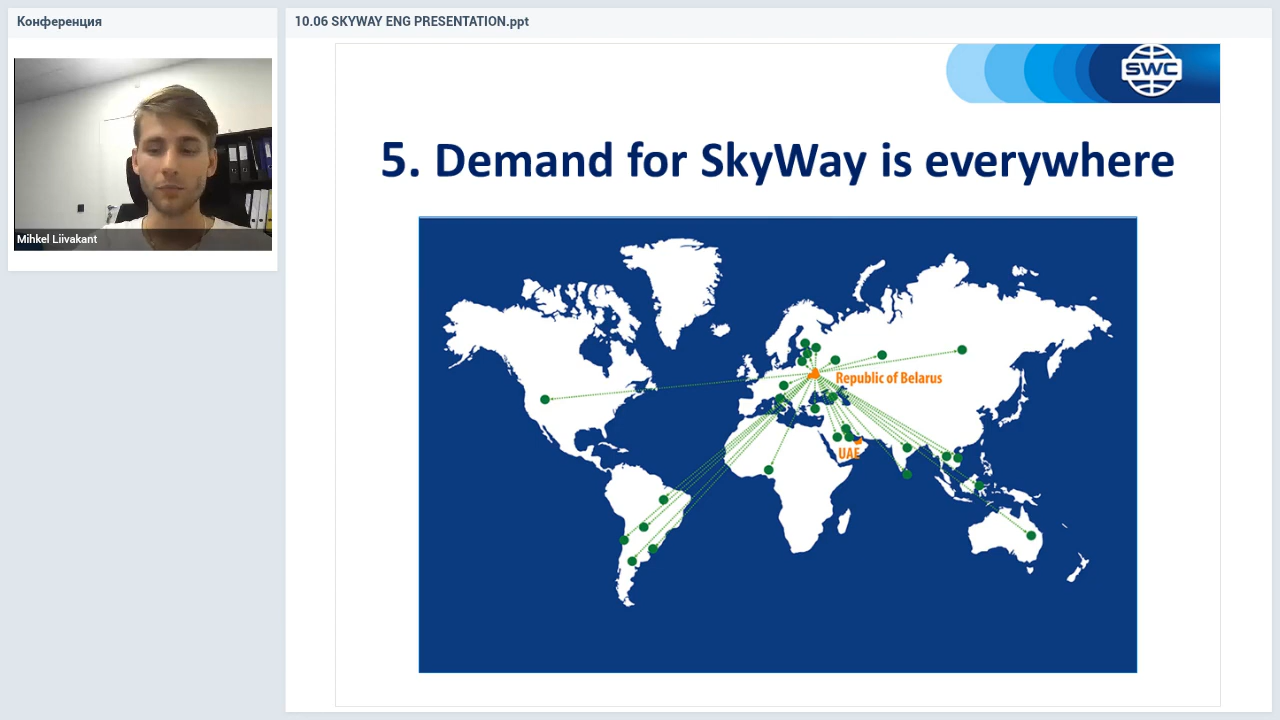 Конференция
Mihkel Liivakant
10.06 SKYWAY ENG PRESENTATION.ppt
SWC
5. Demand for SkyWay is everywhere
Republic of Belarus
UAE